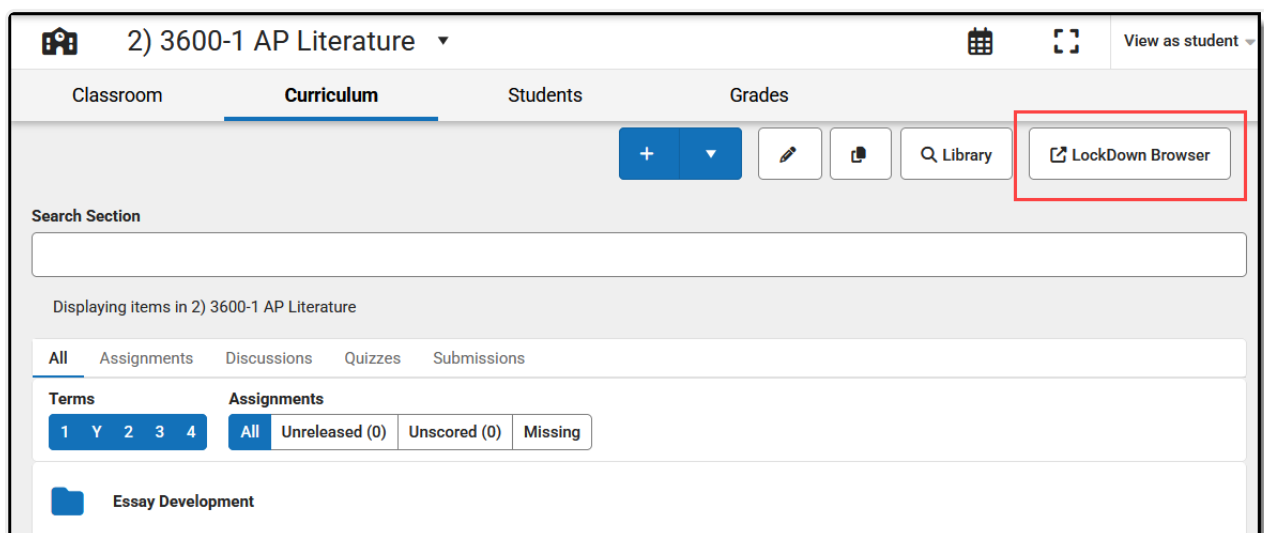 2) 3600-1 AP Literature
View as student
Classroom Curriculum Students Grades
+ Library LockDown Browser
Search Section
Displaying items in 2) 3600-1 AP Literature
All Assignments Discussions Quizzes Submissions
Terms Assignments
1 Y 2 3 4 All Unreleased (0) Unscored (0) Missing
Essay Development